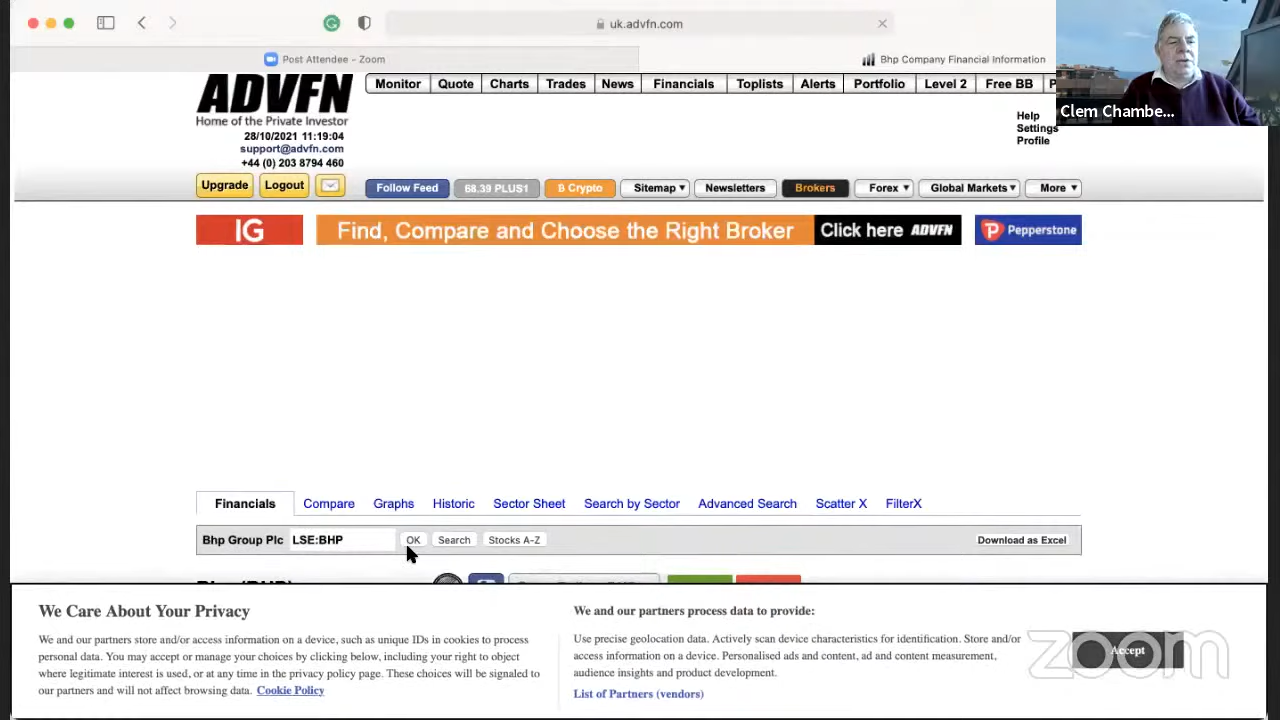 uk.advfn.com
Post Attendee - Zoom
Bhp Company Financial Information
Clem Chambe...
ADVFN
Home of the Private Investor
28/10/2021 11:19:04
support@advfn.com
+44 (0) 203 8794 460
Monitor Quote Charts Trades News Financials Toplists Alerts Portfolio Level 2 Free BB P
Help
Settings
Profile
Upgrade Logout
Follow Feed 68.39 PLUS1 ₿ Crypto Sitemap ▾ Newsletters Brokers Forex ▾ Global Markets ▾ More ▾
IG Find, Compare and Choose the Right Broker Click here ADVFN Pepperstone
Financials Compare Graphs Historic Sector Sheet Search by Sector Advanced Search Scatter X FilterX
Bhp Group Plc LSE:BHP OK Search Stocks A-Z Download as Excel
We Care About Your Privacy
We and our partners store and/or access information on a device, such as unique IDs in cookies to process
personal data. You may accept or manage your choices by clicking below, including your right to object
where legitimate interest is used, or at any time in the privacy policy page. These choices will be signaled to
our partners and will not affect browsing data. Cookie Policy
We and our partners process data to provide:
Use precise geolocation data. Actively scan device characteristics for identification. Store and/or
access information on a device. Personalised ads and content, ad and content measurement,
audience insights and product development.
List of Partners (vendors)
Accept
zoom